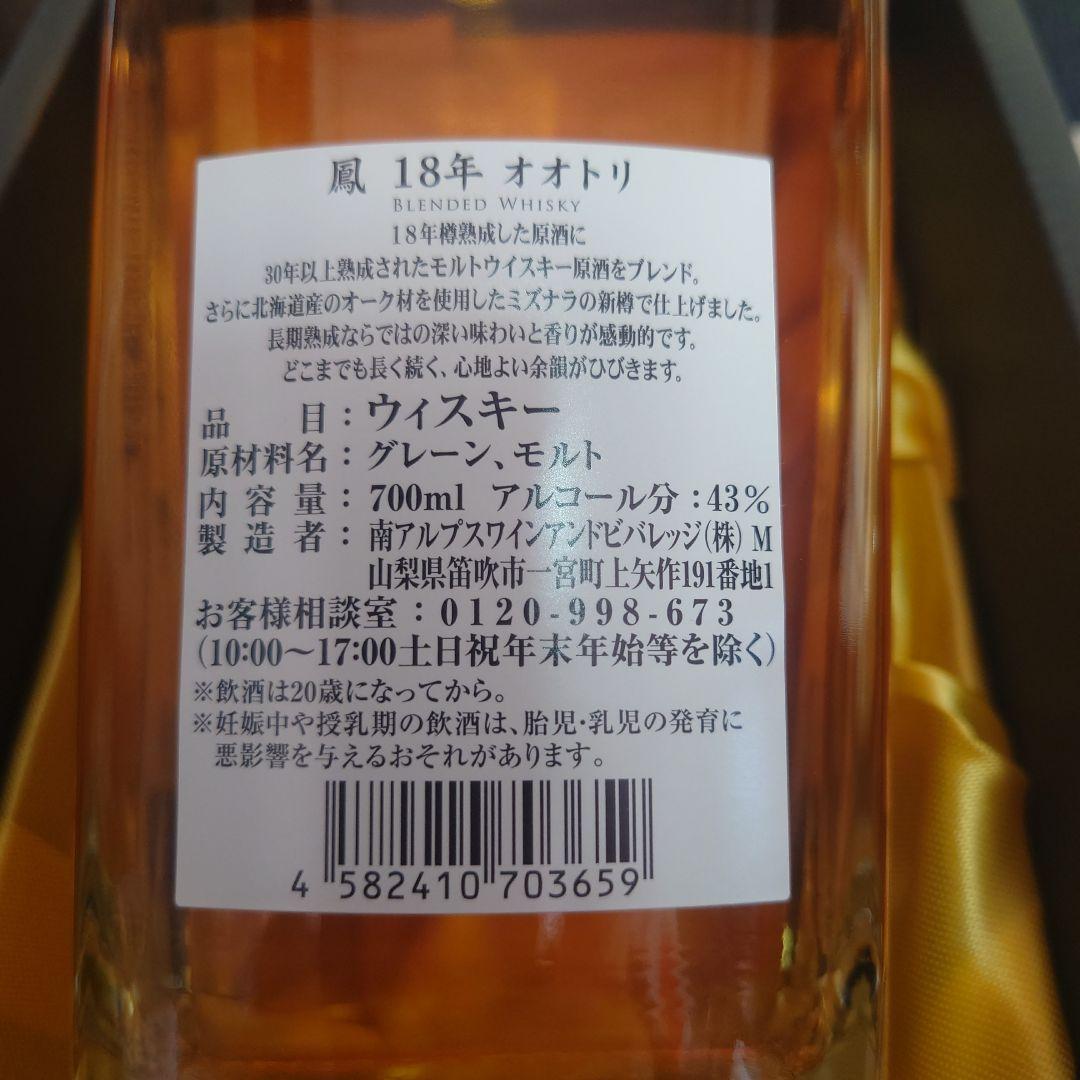 鳳 18年 オオトリ
BLENDED WHISKY
18年樽熟成した原酒に
30年以上熟成されたモルトウイスキー原酒をブレンド。
さらに北海道産のオーク材を使用したミズナラの新樽で仕上げました。
長期熟成ならではの深い味わいと香りが感動的です。
どこまでも長く続く、心地よい余韻がひびきます。
品目：ウィスキー
原材料名：グレーン、モルト
内容量：700ml アルコール分：43％
製造者：南アルプスワインアンドビバレッジ(株) M
山梨県笛吹市一宮町上矢作191番地1
お客様相談室：0120-998-673
(10:00～17:00土日祝年末年始等を除く)
※飲酒は20歳になってから。
※妊娠中や授乳期の飲酒は、胎児・乳児の発育に
悪影響を与えるおそれがあります。
4 582410 703659